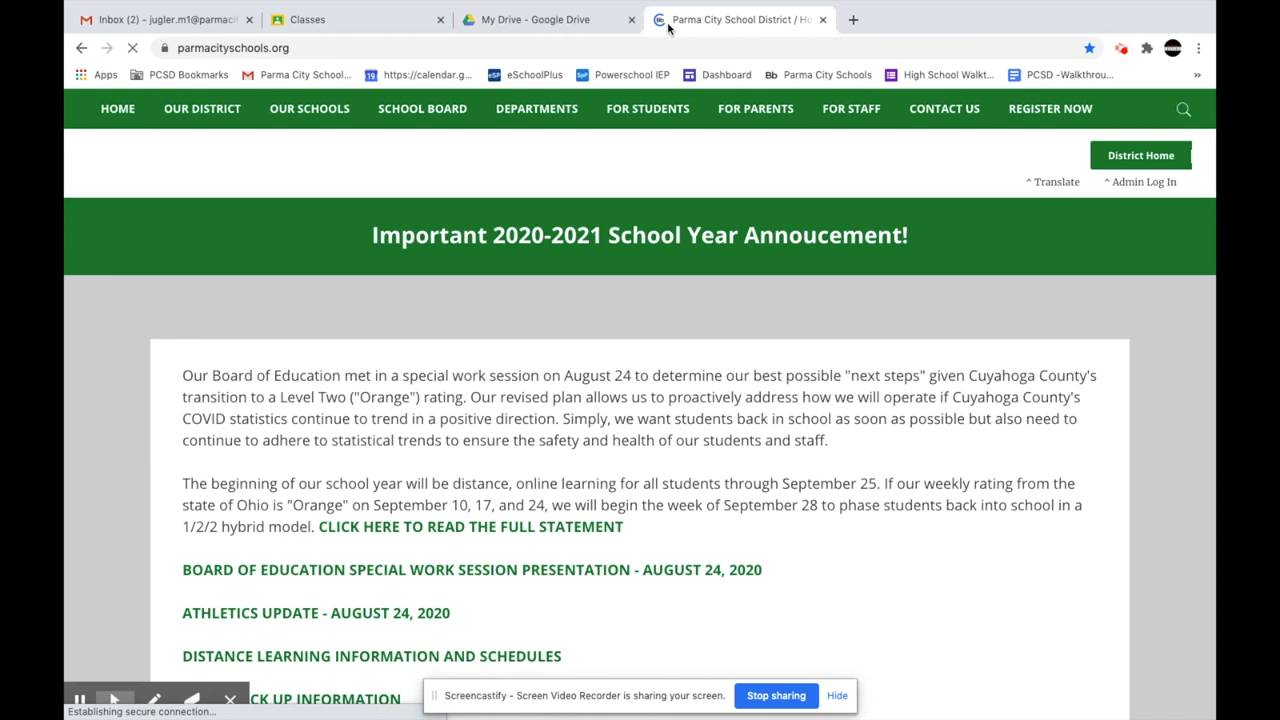 Inbox (2) - jugler.m1@parmacit
Classes
My Drive - Google Drive
Parma City School District / Ho
parmacityschools.org
Apps
PCSD Bookmarks
Parma City School...
19 https://calendar.g...
eSP eSchoolPlus
SpP Powerschool IEP
Dashboard
Bb Parma City Schools
High School Walkt...
PCSD -Walkthrou...
HOME
OUR DISTRICT
OUR SCHOOLS
SCHOOL BOARD
DEPARTMENTS
FOR STUDENTS
FOR PARENTS
FOR STAFF
CONTACT US
REGISTER NOW
District Home
^ Translate
^ Admin Log In
Important 2020-2021 School Year Annoucement!
Our Board of Education met in a special work session on August 24 to determine our best possible "next steps" given Cuyahoga County's
transition to a Level Two ("Orange") rating. Our revised plan allows us to proactively address how we will operate if Cuyahoga County's
COVID statistics continue to trend in a positive direction. Simply, we want students back in school as soon as possible but also need to
continue to adhere to statistical trends to ensure the safety and health of our students and staff.
The beginning of our school year will be distance, online learning for all students through September 25. If our weekly rating from the
state of Ohio is "Orange" on September 10, 17, and 24, we will begin the week of September 28 to phase students back into school in a
1/2/2 hybrid model. CLICK HERE TO READ THE FULL STATEMENT
BOARD OF EDUCATION SPECIAL WORK SESSION PRESENTATION - AUGUST 24, 2020
ATHLETICS UPDATE - AUGUST 24, 2020
DISTANCE LEARNING INFORMATION AND SCHEDULES
CK UP INFORMATION
Screencastify - Screen Video Recorder is sharing your screen.
Stop sharing
Hide
Establishing secure connection...